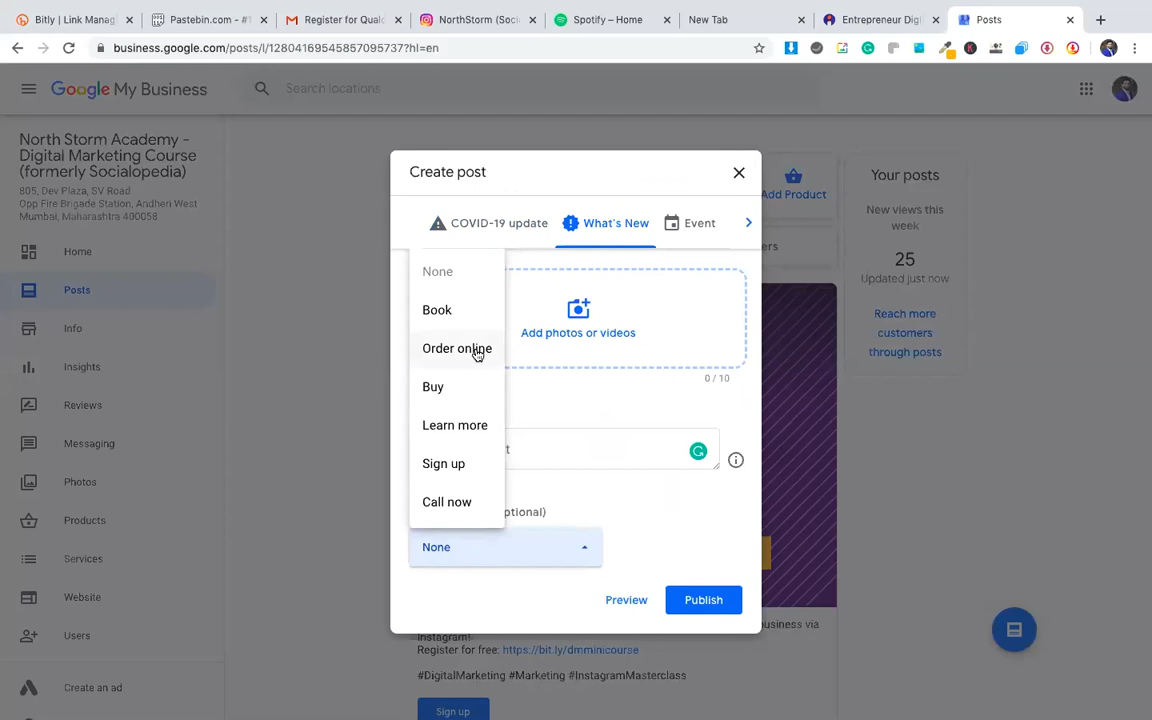 Bitly | Link Manag
Pastebin.com - #1
Register for Qualc
NorthStorm (Socia
Spotify – Home
New Tab
Entrepreneur Digi
Posts
business.google.com/posts/l/12804169545857095737?hl=en
Google My Business
Search locations
North Storm Academy -
Digital Marketing Course
(formerly Socialopedia)
805, Dev Plaza, SV Road
Opp Fire Brigade Station, Andheri West
Mumbai, Maharashtra 400058
Home
Posts
Info
Insights
Reviews
Messaging
Photos
Products
Services
Website
Users
Create an ad
Create post
COVID-19 update
What's New
Event
None
Book
Order online
Buy
Learn more
Sign up
Call now
Add photos or videos
0 / 10
ptional)
None
Preview
Publish
Add Product
Your posts
New views this
week
25
Updated just now
Reach more
customers
through posts
business via
Instagram!
Register for free: https://bit.ly/dmminicourse
#DigitalMarketing #Marketing #InstagramMasterclass
Sign up